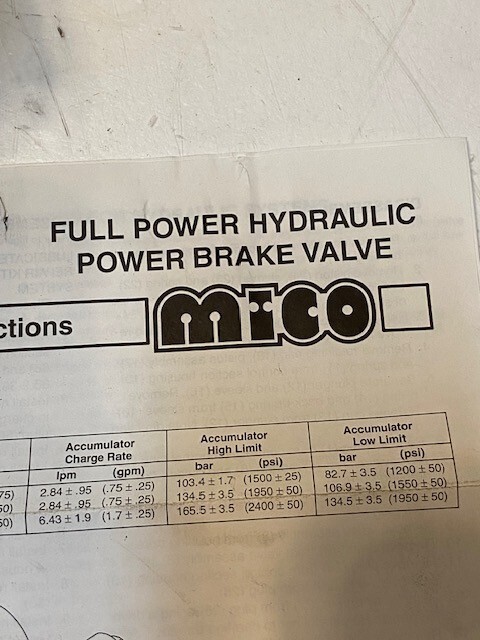 FULL POWER HYDRAULIC
POWER BRAKE VALVE
ctions
mico
Accumulator Charge Rate Accumulator High Limit Accumulator Low Limit
lpm (gpm) bar (psi) bar (psi)
75) 2.84 ± .95 (.75 ± .25) 103.4 ± 1.7 (1500 ± 25) 82.7 ± 3.5 (1200 ± 50)
50) 2.84 ± .95 (.75 ± .25) 134.5 ± 3.5 (1950 ± 50) 106.9 ± 3.5 (1550 ± 50)
50) 6.43 ± 1.9 (1.7 ± .25) 165.5 ± 3.5 (2400 ± 50) 134.5 ± 3.5 (1950 ± 50)